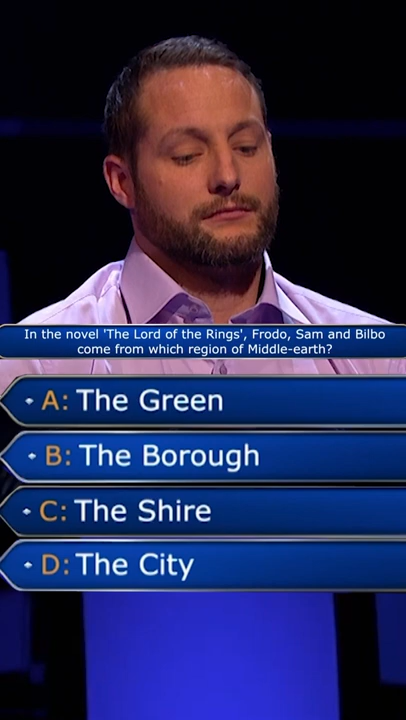 In the novel 'The Lord of the Rings', Frodo, Sam and Bilbo
come from which region of Middle-earth?
A: The Green
B: The Borough
C: The Shire
D: The City